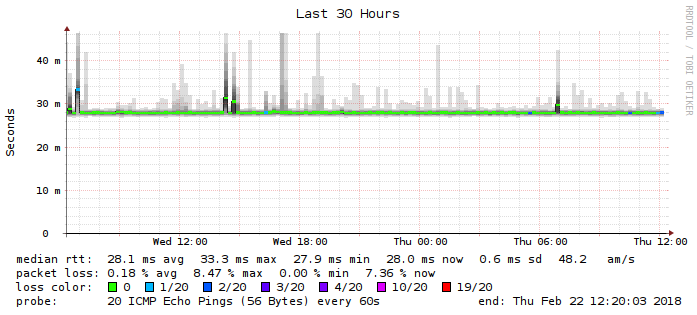 Last 30 Hours
RRDTOOL / TOBI OETIKER
Seconds
40 m
30 m
20 m
10 m
0
Wed 12:00 Wed 18:00 Thu 00:00 Thu 06:00 Thu 12:00
median rtt: 28.1 ms avg 33.3 ms max 27.9 ms min 28.0 ms now 0.6 ms sd 48.2 am/s
packet loss: 0.18 % avg 8.47 % max 0.00 % min 7.36 % now
loss color: 0 1/20 2/20 3/20 4/20 10/20 19/20
probe: 20 ICMP Echo Pings (56 Bytes) every 60s end: Thu Feb 22 12:20:03 2018